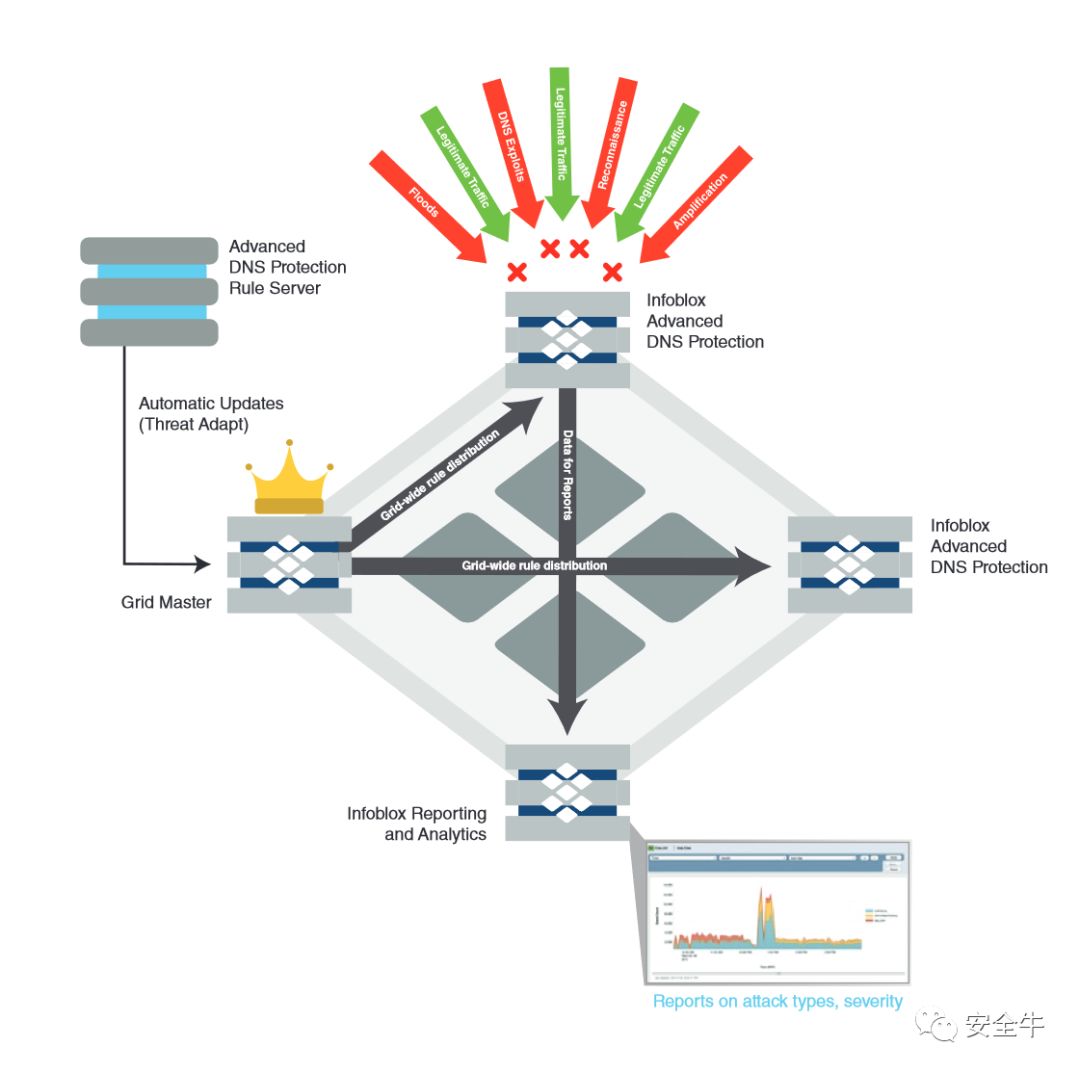 Floods
Legitimate Traffic
DNS Exploits
Legitimate Traffic
Reconnaissance
Legitimate Traffic
Amplification
Advanced
DNS Protection
Rule Server
Infoblox
Advanced
DNS Protection
Automatic Updates
(Threat Adapt)
Grid-wide rule distribution
Data for Reports
Infoblox
Advanced
DNS Protection
Grid-wide rule distribution
Grid Master
Infoblox Reporting
and Analytics
Reports on attack types, severity
安全牛